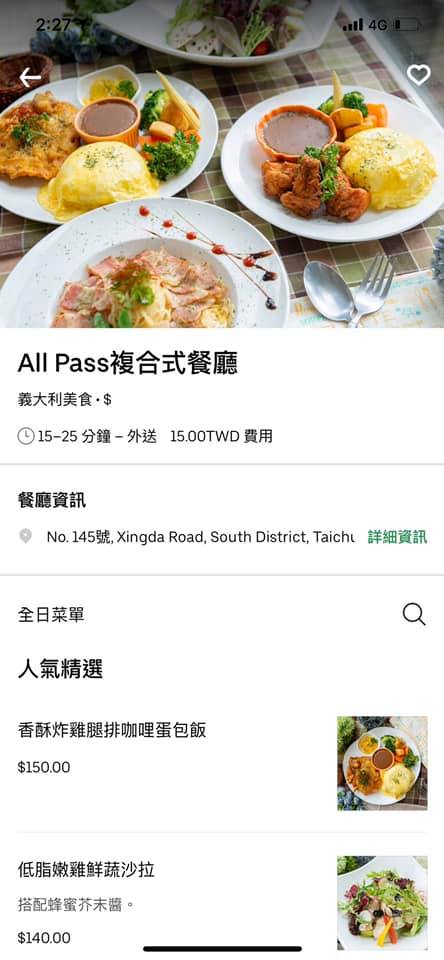 2:27
4G
All Pass複合式餐廳
義大利美食 • $
15–25 分鐘 – 外送 15.00TWD 費用
餐廳資訊
No. 145號, Xingda Road, South District, Taichu 詳細資訊
全日菜單
人氣精選
香酥炸雞腿排咖哩蛋包飯
$150.00
低脂嫩雞鮮蔬沙拉
搭配蜂蜜芥末醬。
$140.00